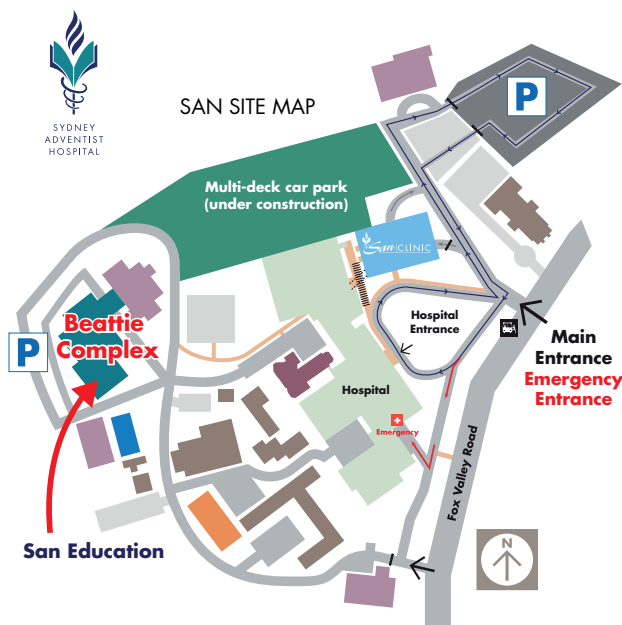 SYDNEY
ADVENTIST
HOSPITAL
SAN SITE MAP
P
Multi-deck car park
(under construction)
San CLINIC
Beattie
Complex
P
Hospital
Entrance
Main
Entrance
Emergency
Entrance
Hospital
Emergency
Fox Valley Road
San Education
N